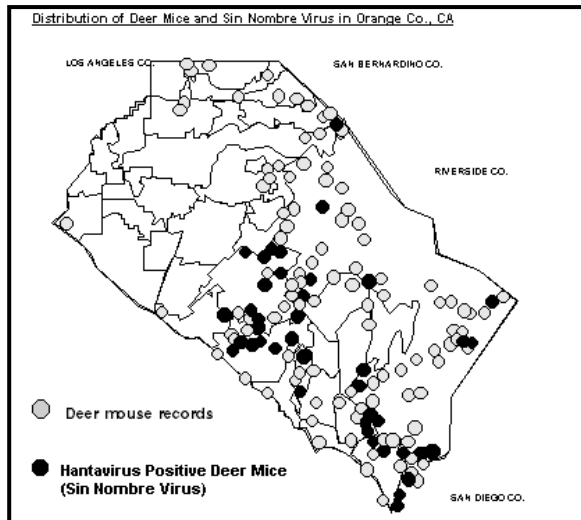 Distribution of Deer Mice and Sin Nombre Virus in Orange Co., CA
LOS ANGELES CO.
SAN BERNARDINO CO.
RIVERSIDE CO.
Deer mouse records
Hantavirus Positive Deer Mice
(Sin Nombre Virus)
SAN DIEGO CO.